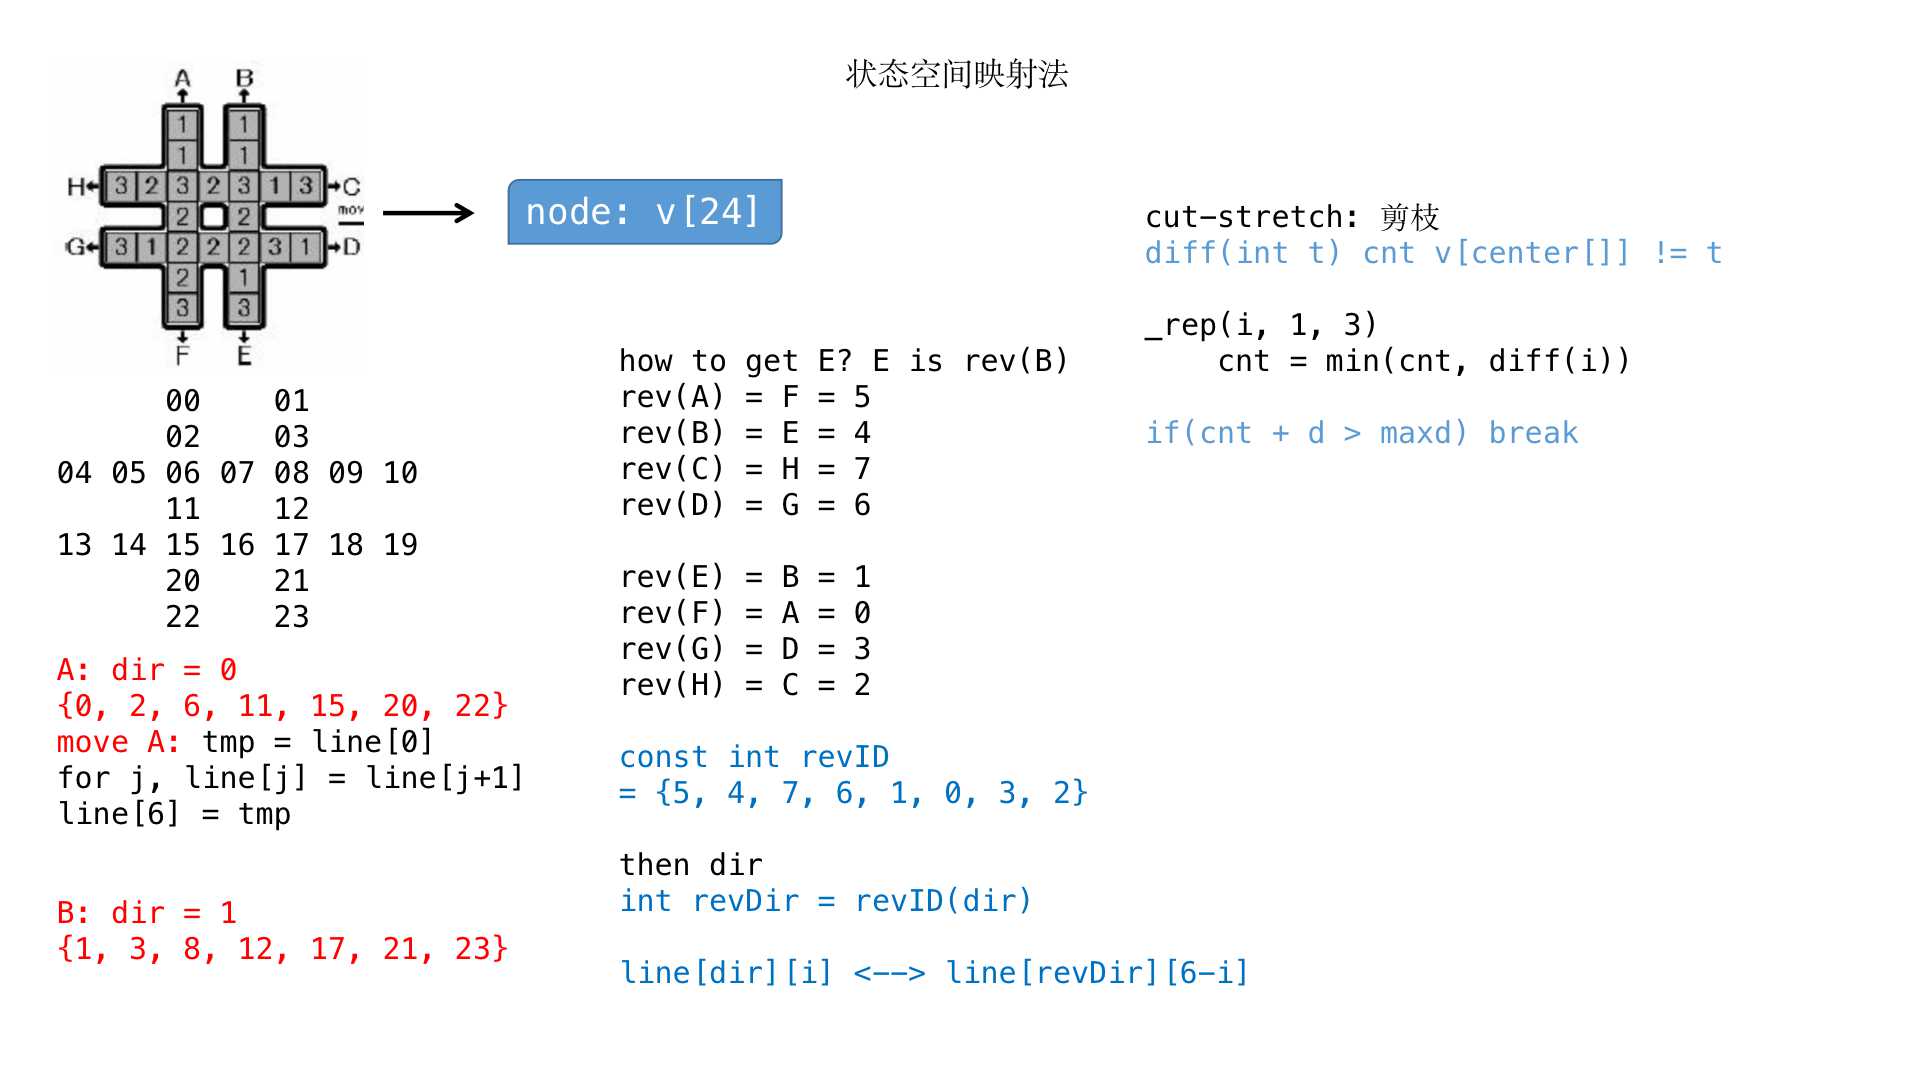 状态空间映射法
A B
1 1
1 1
H 3 2 3 2 3 1 3 C
2 2
mov
G 3 1 2 2 2 3 1 D
2 1
3 3
F E
node: v[24]
00 01
02 03
04 05 06 07 08 09 10
11 12
13 14 15 16 17 18 19
20 21
22 23
A: dir = 0
{0, 2, 6, 11, 15, 20, 22}
move A: tmp = line[0]
for j, line[j] = line[j+1]
line[6] = tmp
B: dir = 1
{1, 3, 8, 12, 17, 21, 23}
how to get E? E is rev(B)
rev(A) = F = 5
rev(B) = E = 4
rev(C) = H = 7
rev(D) = G = 6
rev(E) = B = 1
rev(F) = A = 0
rev(G) = D = 3
rev(H) = C = 2
const int revID
= {5, 4, 7, 6, 1, 0, 3, 2}
then dir
int revDir = revID(dir)
line[dir][i] <--> line[revDir][6-i]
cut-stretch: 剪枝
diff(int t) cnt v[center[]] != t
_rep(i, 1, 3)
cnt = min(cnt, diff(i))
if(cnt + d > maxd) break